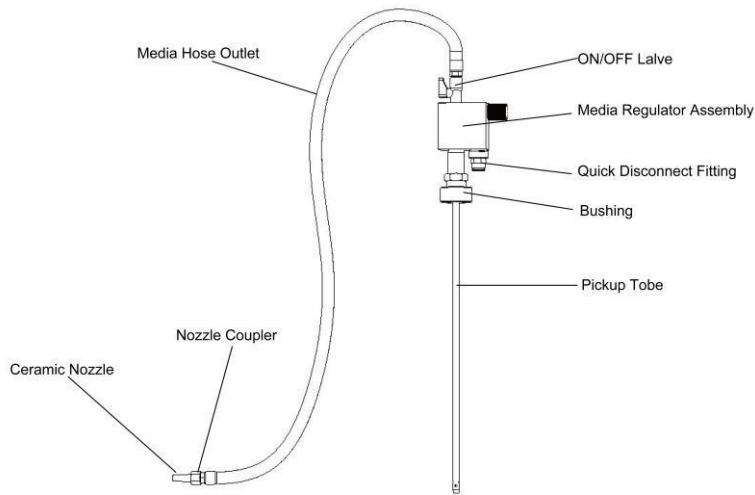 Media Hose Outlet
ON/OFF Lalve
Media Regulator Assembly
Quick Disconnect Fitting
Bushing
Pickup Tobe
Nozzle Coupler
Ceramic Nozzle